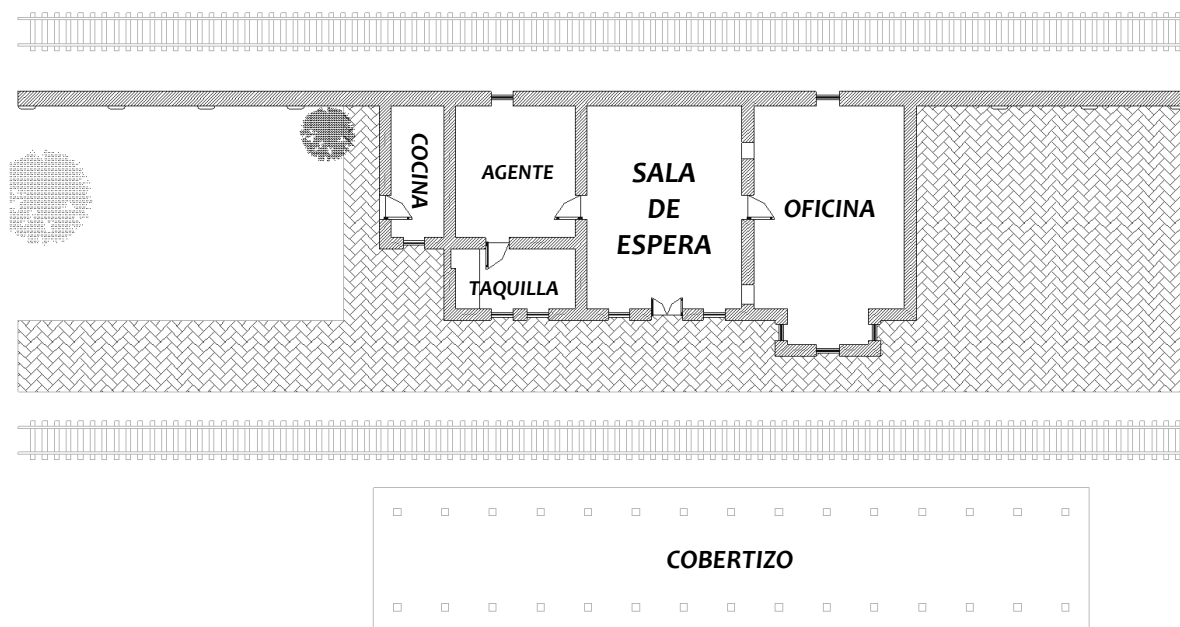 COCINA
AGENTE
SALA
DE
ESPERA
OFICINA
TAQUILLA
COBERTIZO